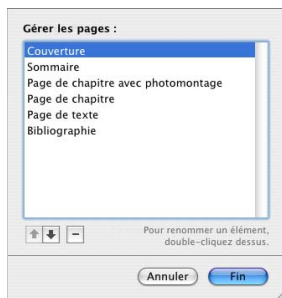 Gérer les pages :
Couverture
Sommaire
Page de chapitre avec photomontage
Page de chapitre
Page de texte
Bibliographie
Pour renommer un élément,
double-cliquez dessus.
Annuler
Fin